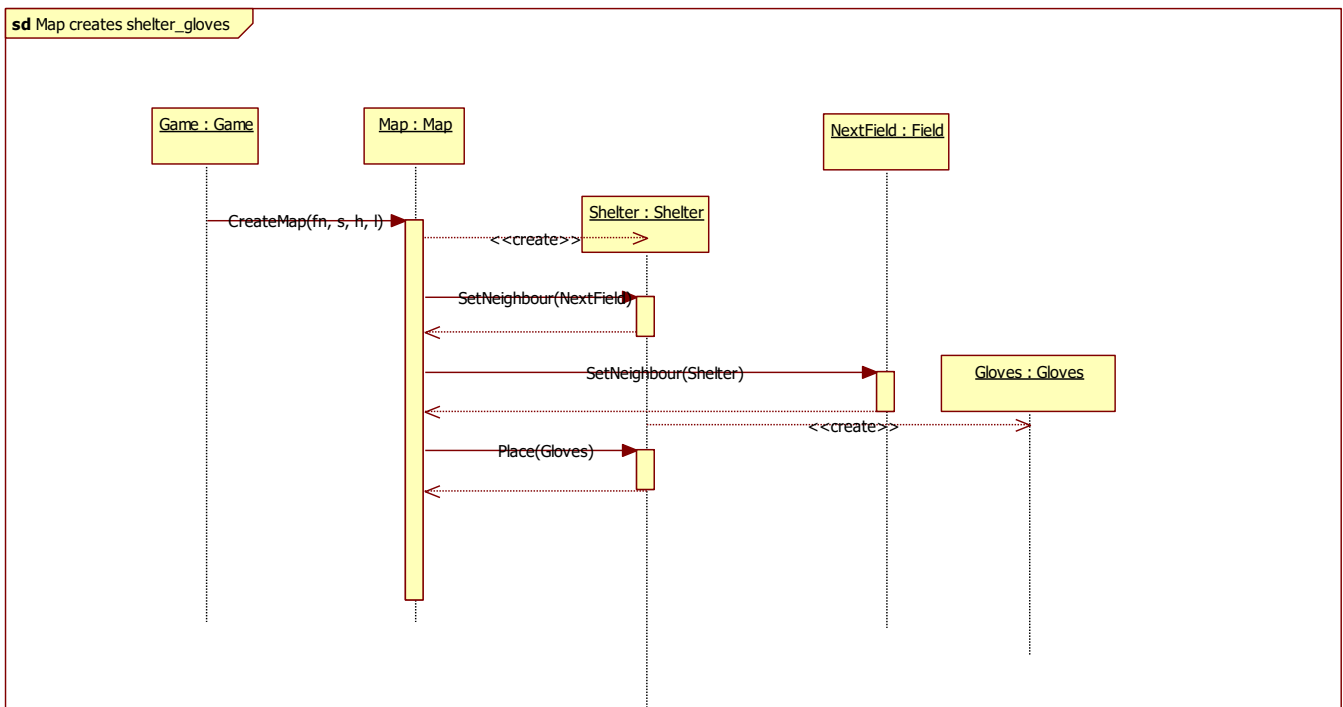 sd Map creates shelter_gloves
Game : Game
Map : Map
NextField : Field
Shelter : Shelter
CreateMap(fn, s, h, l)
<<create>>
SetNeighbour(NextField)
SetNeighbour(Shelter)
Gloves : Gloves
<<create>>
Place(Gloves)